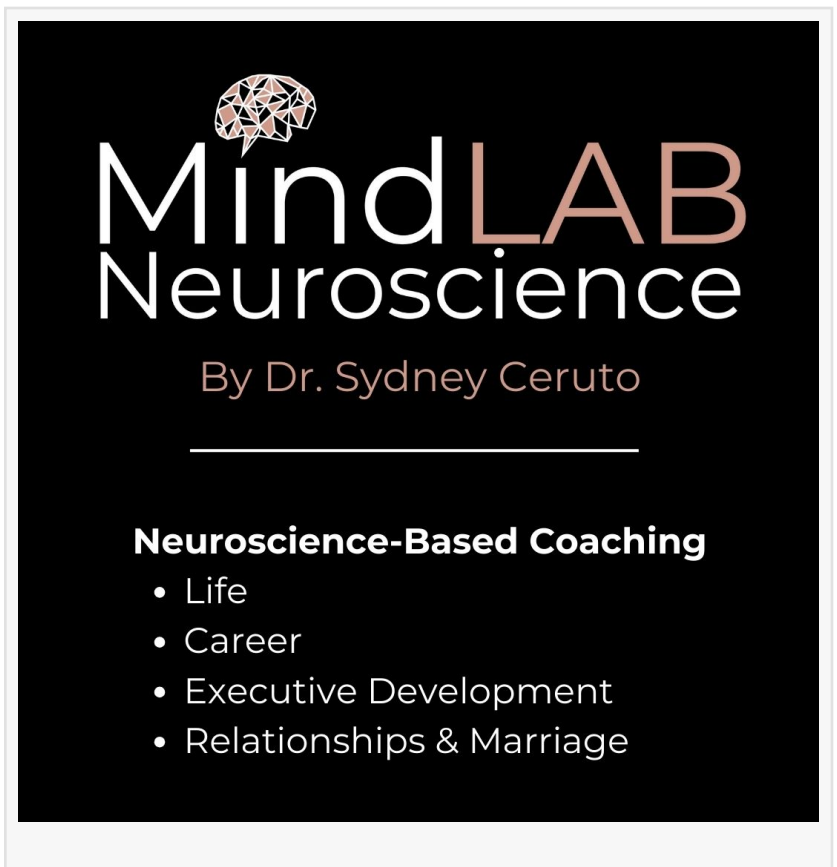 MindLAB
Neuroscience
By Dr. Sydney Ceruto
Neuroscience-Based Coaching
• Life
• Career
• Executive Development
• Relationships & Marriage